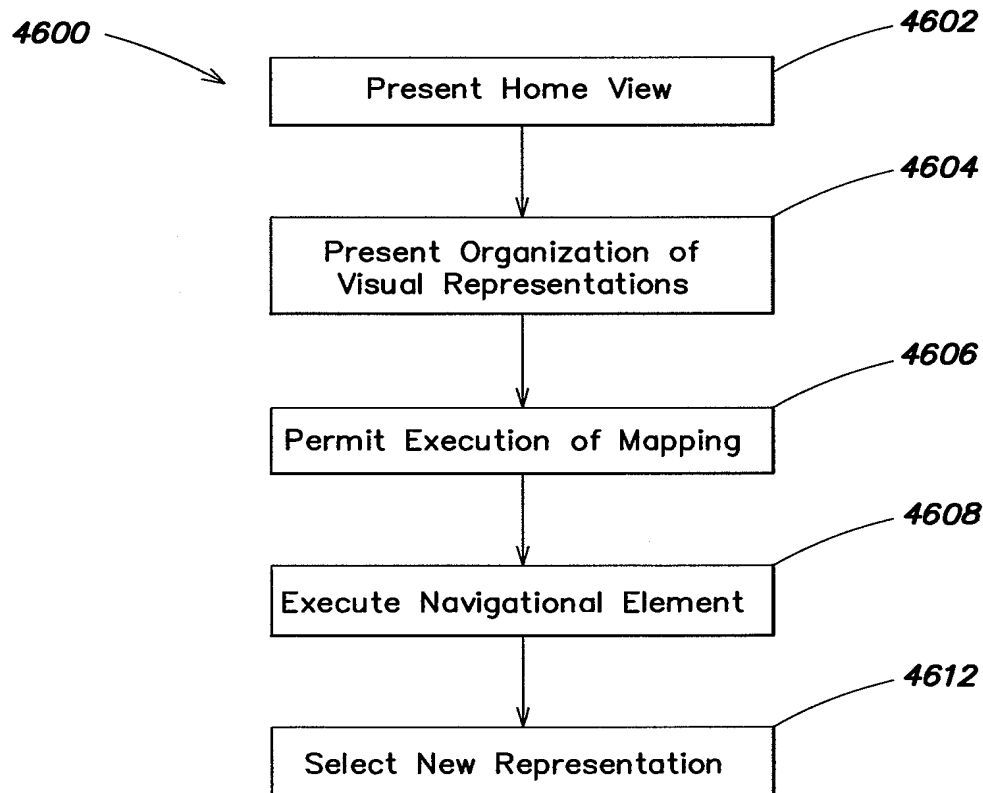 4600
4602
Present Home View
4604
Present Organization of
Visual Representations
4606
Permit Execution of Mapping
4608
Execute Navigational Element
4612
Select New Representation